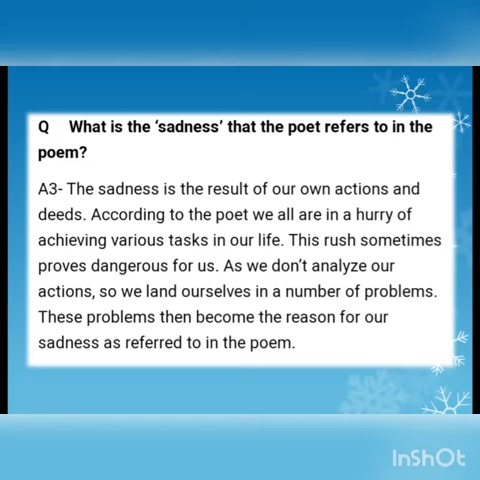 Q What is the ‘sadness’ that the poet refers to in the
poem?
A3- The sadness is the result of our own actions and
deeds. According to the poet we all are in a hurry of
achieving various tasks in our life. This rush sometimes
proves dangerous for us. As we don’t analyze our
actions, so we land ourselves in a number of problems.
These problems then become the reason for our
sadness as referred to in the poem.
InShOt